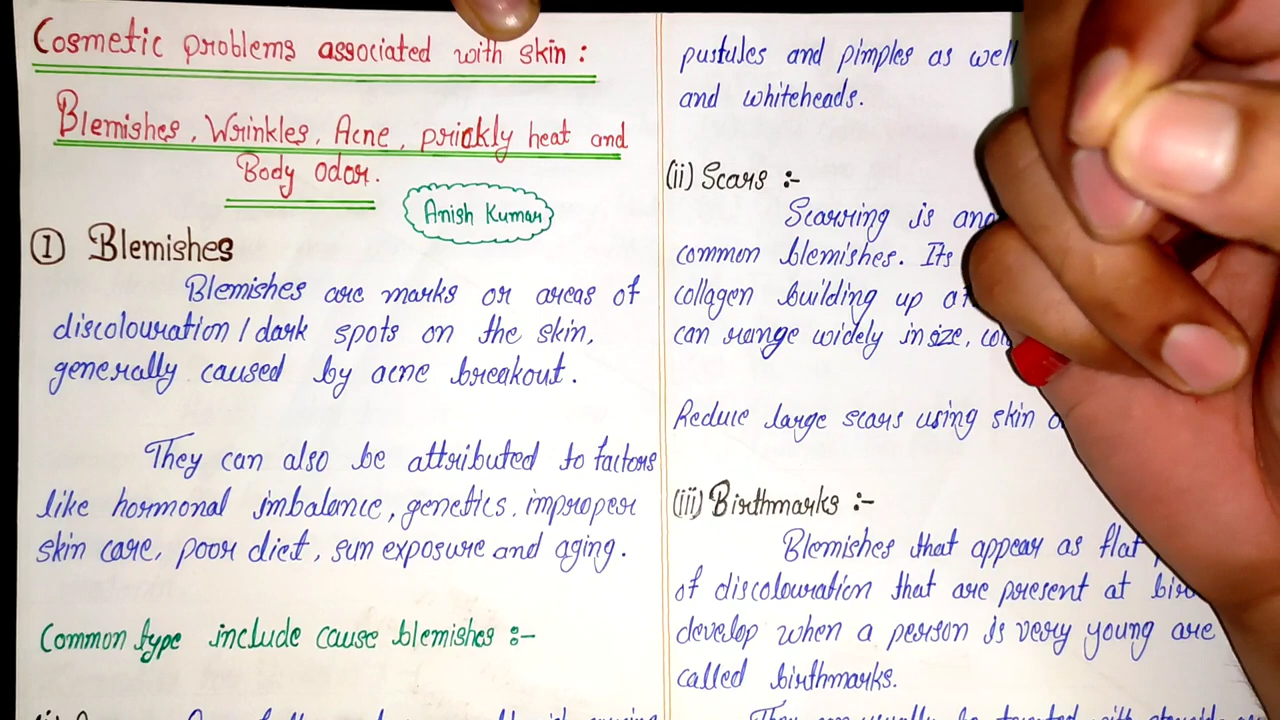 Cosmetic problems associated with skin :
Blemishes, Wrinkles, Acne, prickly heat and
Body odor.
Anish Kumar
① Blemishes
Blemishes are marks or areas of
discolouration / dark spots on the skin,
generally caused by acne breakout.
They can also be attributed to factors
like hormonal imbalance, genetics, improper
skin care, poor diet, sun exposure and aging.
Common type include cause blemishes :-
pustules and pimples as well
and whiteheads.
(ii) Scars :-
Scarring is
common blemishes. Its
collagen building up
can range widely in size,
Reduce large scars using skin
(iii) Birthmarks :-
Blemishes that appear as flat
of discolouration that are present at
develop when a person is very young are
called birthmarks.